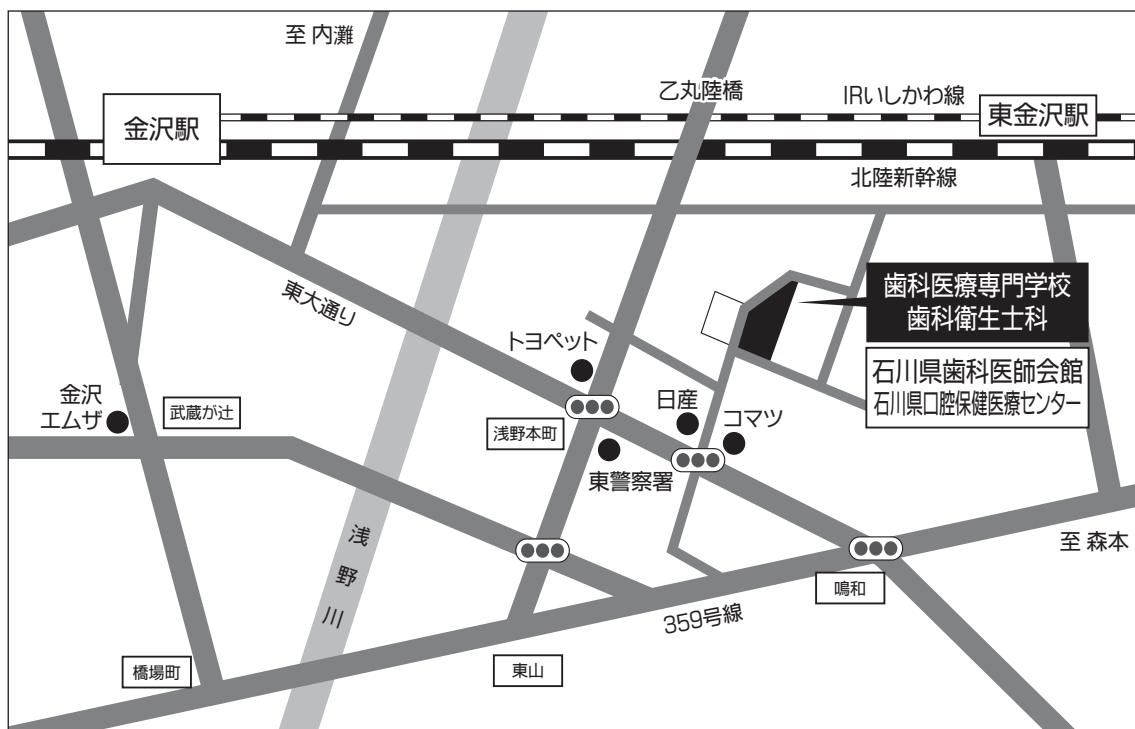 至 内灘
乙丸陸橋
IRいしかわ線
金沢駅
東金沢駅
北陸新幹線
東大通り
歯科医療専門学校
歯科衛生士科
トヨペット
石川県歯科医師会館
石川県口腔保健医療センター
金沢
エムザ
武蔵が辻
浅野本町
日産
コマツ
東警察署
浅野川
至 森本
鳴和
359号線
橋場町
東山